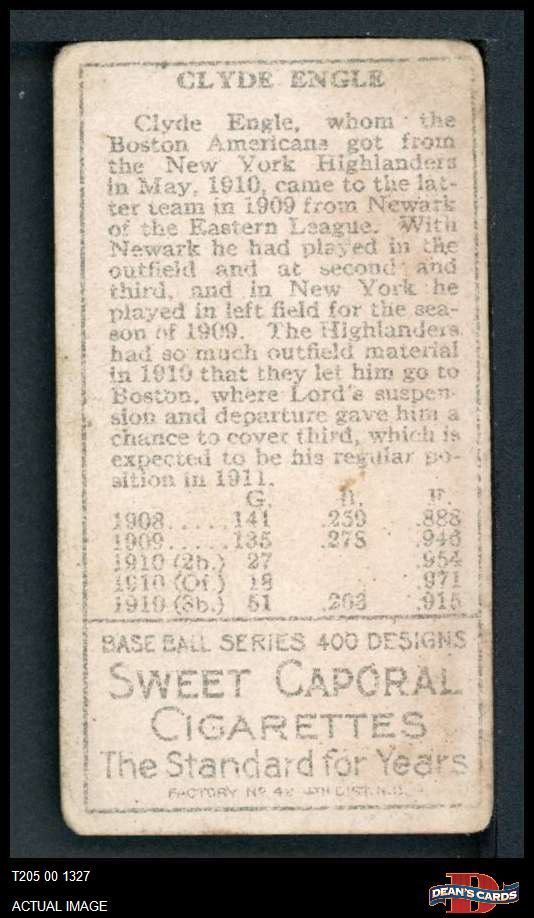 CLYDE ENGLE
Clyde Engle, whom the
Boston Americans got from
the New York Highlanders
in May, 1910, came to the lat-
ter team in 1909 from Newark
of the Eastern League. With
Newark he had played in the
outfield and at second and
third, and in New York he
played in left field for the sea-
son of 1909. The Highlanders
had so much outfield material
in 1910 that they let him go to
Boston, where Lord's suspen-
sion and departure gave him a
chance to cover third, which is
expected to be his regular po-
sition in 1911.
G. B. F.
1908..... 141 .259 .888
1909..... 135 .278 .946
1910 (2b.) 27 .954
1910 (Of.) 18 .971
1910 (3b.) 51 .263 .915
BASE BALL SERIES 400 DESIGNS
SWEET CAPORAL
CIGARETTES
The Standard for Years
FACTORY NO 42 4TH DIST. N.C.
T205 00 1327
ACTUAL IMAGE
DEAN'S CARDS